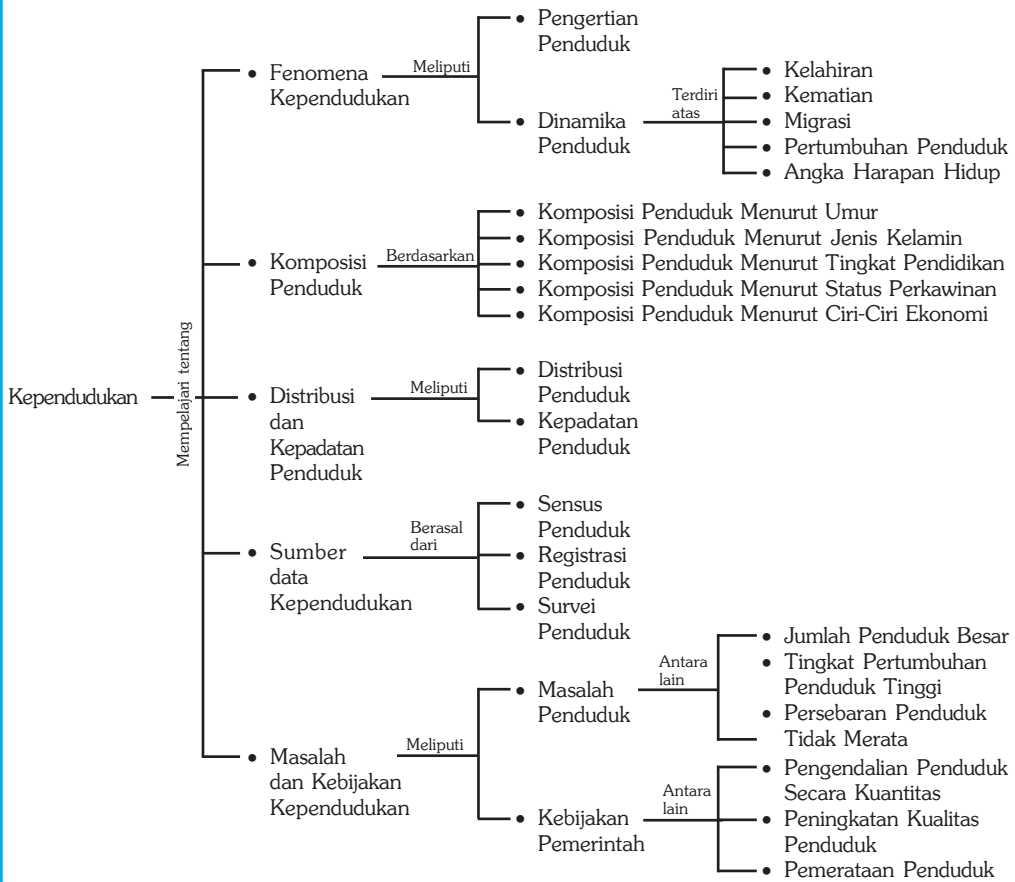 Kependudukan
Mempelajari tentang
• Fenomena
Kependudukan
Meliputi
• Pengertian
Penduduk
• Dinamika
Penduduk
Terdiri
atas
• Kelahiran
• Kematian
• Migrasi
• Pertumbuhan Penduduk
• Angka Harapan Hidup
• Komposisi
Penduduk
Berdasarkan
• Komposisi Penduduk Menurut Umur
• Komposisi Penduduk Menurut Jenis Kelamin
• Komposisi Penduduk Menurut Tingkat Pendidikan
• Komposisi Penduduk Menurut Status Perkawinan
• Komposisi Penduduk Menurut Ciri-Ciri Ekonomi
• Distribusi
dan
Kepadatan
Penduduk
Meliputi
• Distribusi
Penduduk
• Kepadatan
Penduduk
• Sumber
data
Kependudukan
Berasal
dari
• Sensus
Penduduk
• Registrasi
Penduduk
• Survei
Penduduk
• Masalah
dan Kebijakan
Kependudukan
Meliputi
• Masalah
Penduduk
Antara
lain
• Jumlah Penduduk Besar
• Tingkat Pertumbuhan
Penduduk Tinggi
• Persebaran Penduduk
Tidak Merata
• Kebijakan
Pemerintah
Antara
lain
• Pengendalian Penduduk
Secara Kuantitas
• Peningkatan Kualitas
Penduduk
• Pemerataan Penduduk